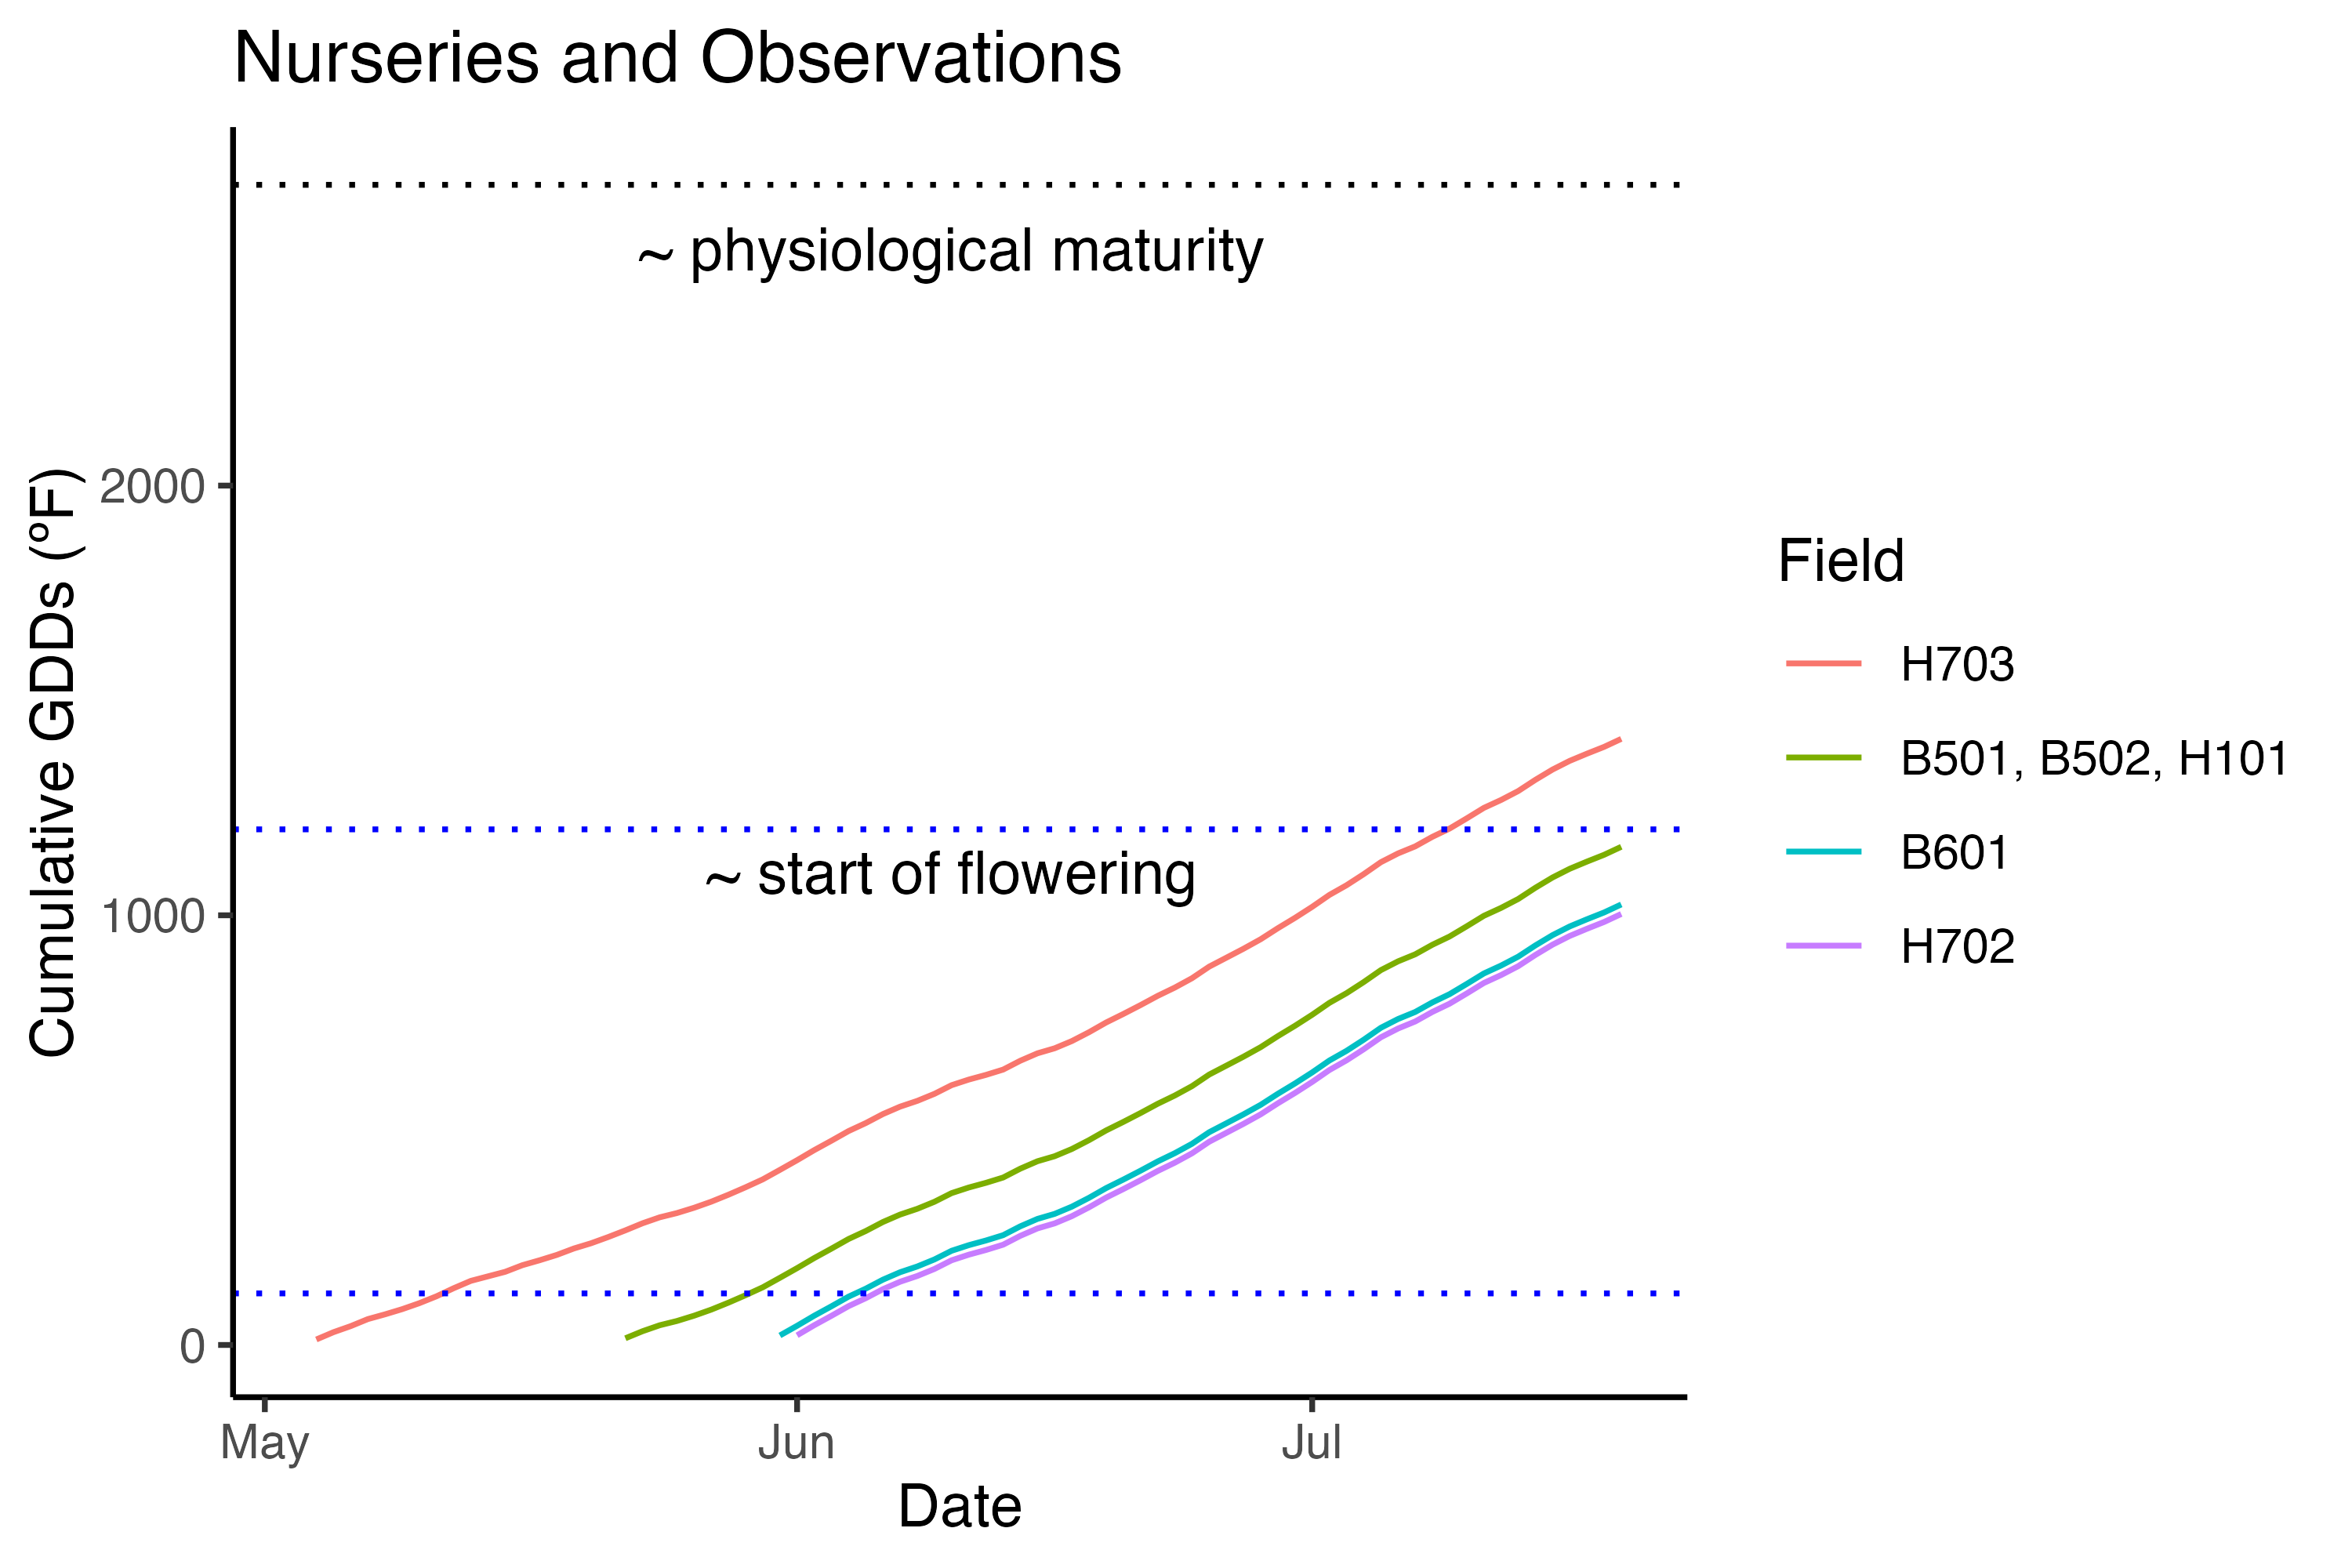 Nurseries and Observations
~ physiological maturity
~ start of flowering
Cumulative GDDs (ºF)
2000
1000
0
May
Jun
Jul
Date
Field
H703
B501, B502, H101
B601
H702